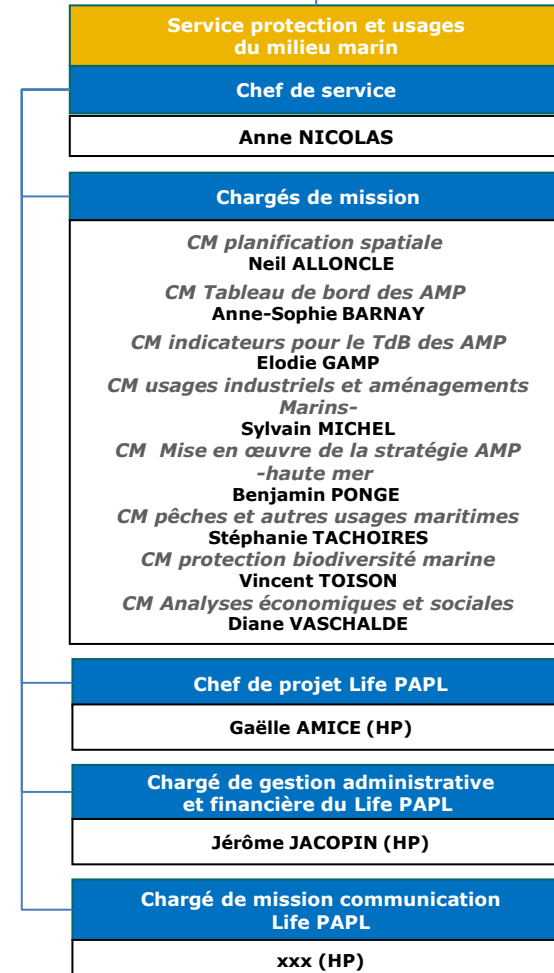 Service protection et usages
du milieu marin
Chef de service
Anne NICOLAS
Chargés de mission
CM planification spatiale
Neil ALLONCLE
CM Tableau de bord des AMP
Anne-Sophie BARNAY
CM indicateurs pour le TdB des AMP
Elodie GAMP
CM usages industriels et aménagements
Marins-
Sylvain MICHEL
CM Mise en œuvre de la stratégie AMP
-haute mer
Benjamin PONGE
CM pêches et autres usages maritimes
Stéphanie TACHOIRES
CM protection biodiversité marine
Vincent TOISON
CM Analyses économiques et sociales
Diane VASCHALDE
Chef de projet Life PAPL
Gaëlle AMICE (HP)
Chargé de gestion administrative
et financière du Life PAPL
Jérôme JACOPIN (HP)
Chargé de mission communication
Life PAPL
xxx (HP)